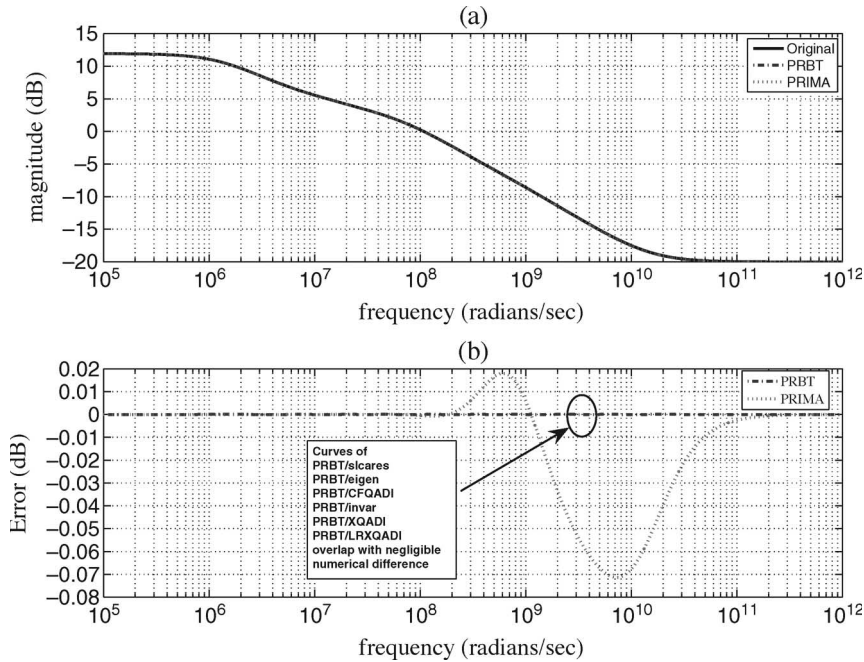 (a)
15
10
5
0
−5
−10
−15
−20
magnitude (dB)
Original
PRBT
PRIMA
10^5
10^6
10^7
10^8
10^9
10^10
10^11
10^12
frequency (radians/sec)
(b)
0.02
0.01
0
−0.01
−0.02
−0.03
−0.04
−0.05
−0.06
−0.07
−0.08
Error (dB)
PRBT
PRIMA
Curves of
PRBT/slcares
PRBT/eigen
PRBT/CFQADI
PRBT/invar
PRBT/XQADI
PRBT/LRXQADI
overlap with negligible
numerical difference
10^5
10^6
10^7
10^8
10^9
10^10
10^11
10^12
frequency (radians/sec)